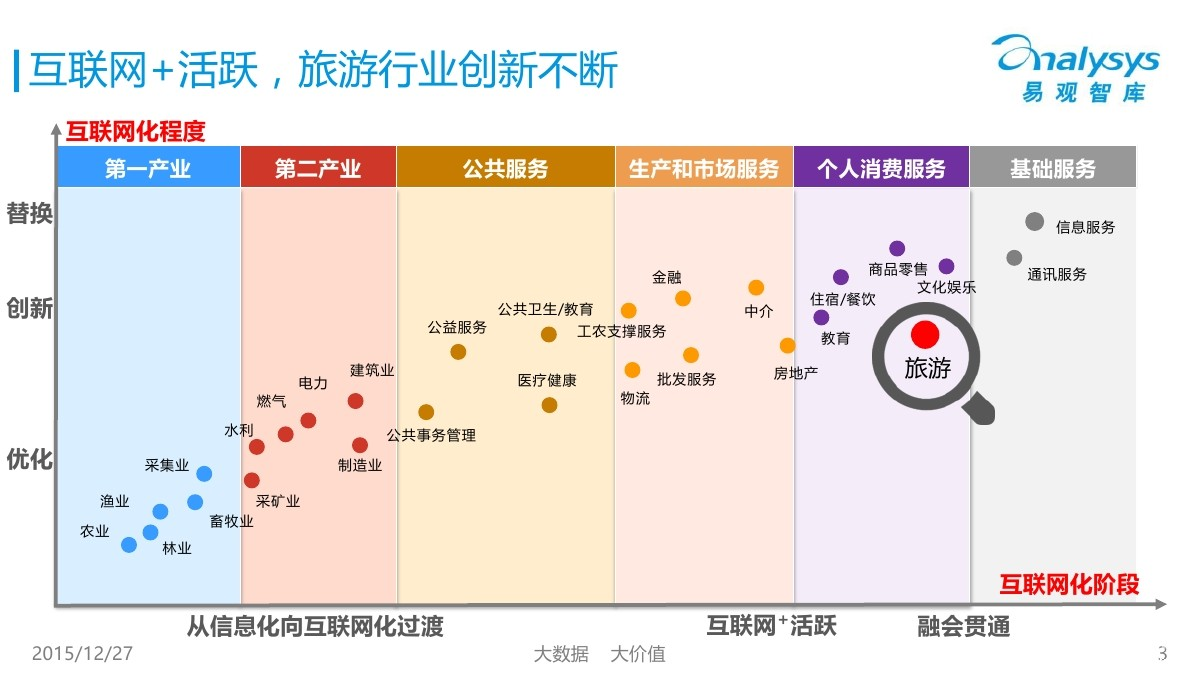 互联网+活跃，旅游行业创新不断
analysys
易观智库
互联网化程度
第一产业
第二产业
公共服务
生产和市场服务
个人消费服务
基础服务
替换
创新
优化
信息服务
通讯服务
商品零售
文化娱乐
住宿/餐饮
教育
旅游
金融
中介
工农支撑服务
房地产
批发服务
物流
公共卫生/教育
公益服务
医疗健康
公共事务管理
建筑业
电力
燃气
水利
制造业
采矿业
采集业
渔业
畜牧业
农业
林业
互联网化阶段
从信息化向互联网化过渡
互联网+活跃
融会贯通
2015/12/27
大数据 大价值
3